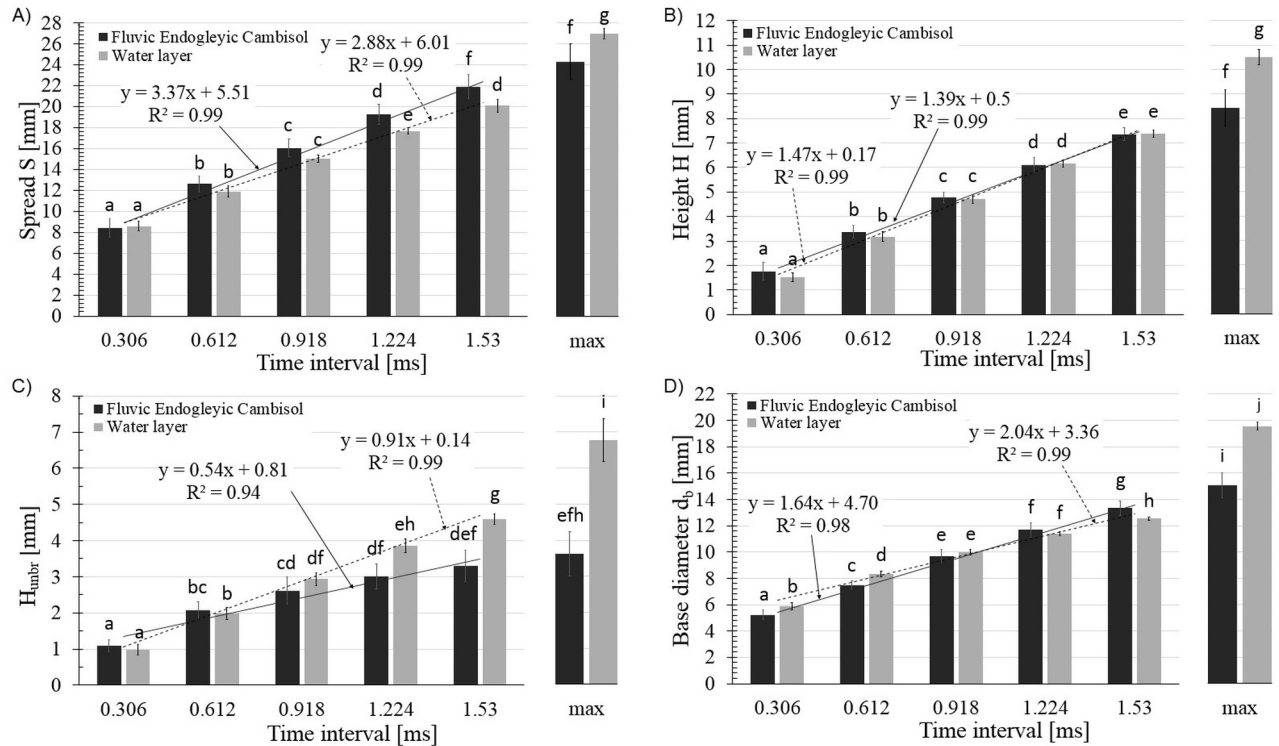 A)
Spread S [mm]
28
26
24
22
20
18
16
14
12
10
8
6
4
2
0
Fluvic Endogleyic Cambisol
Water layer
y = 2.88x + 6.01
R² = 0.99
y = 3.37x + 5.51
R² = 0.99
a a b b c c d e f d f g
0.306 0.612 0.918 1.224 1.53 max
Time interval [ms]
B)
Height H [mm]
12
11
10
9
8
7
6
5
4
3
2
1
0
Fluvic Endogleyic Cambisol
Water layer
y = 1.39x + 0.5
R² = 0.99
y = 1.47x + 0.17
R² = 0.99
a a b b c c d d e e f g
0.306 0.612 0.918 1.224 1.53 max
Time interval [ms]
C)
H umbr [mm]
8
7
6
5
4
3
2
1
0
Fluvic Endogleyic Cambisol
Water layer
y = 0.91x + 0.14
R² = 0.99
y = 0.54x + 0.81
R² = 0.94
a a bc b cd df df eh def g efh i
0.306 0.612 0.918 1.224 1.53 max
Time interval [ms]
D)
Base diameter d b [mm]
22
20
18
16
14
12
10
8
6
4
2
0
Fluvic Endogleyic Cambisol
Water layer
y = 2.04x + 3.36
R² = 0.99
y = 1.64x + 4.70
R² = 0.98
a b c d e e f f g h i j
0.306 0.612 0.918 1.224 1.53 max
Time interval [ms]